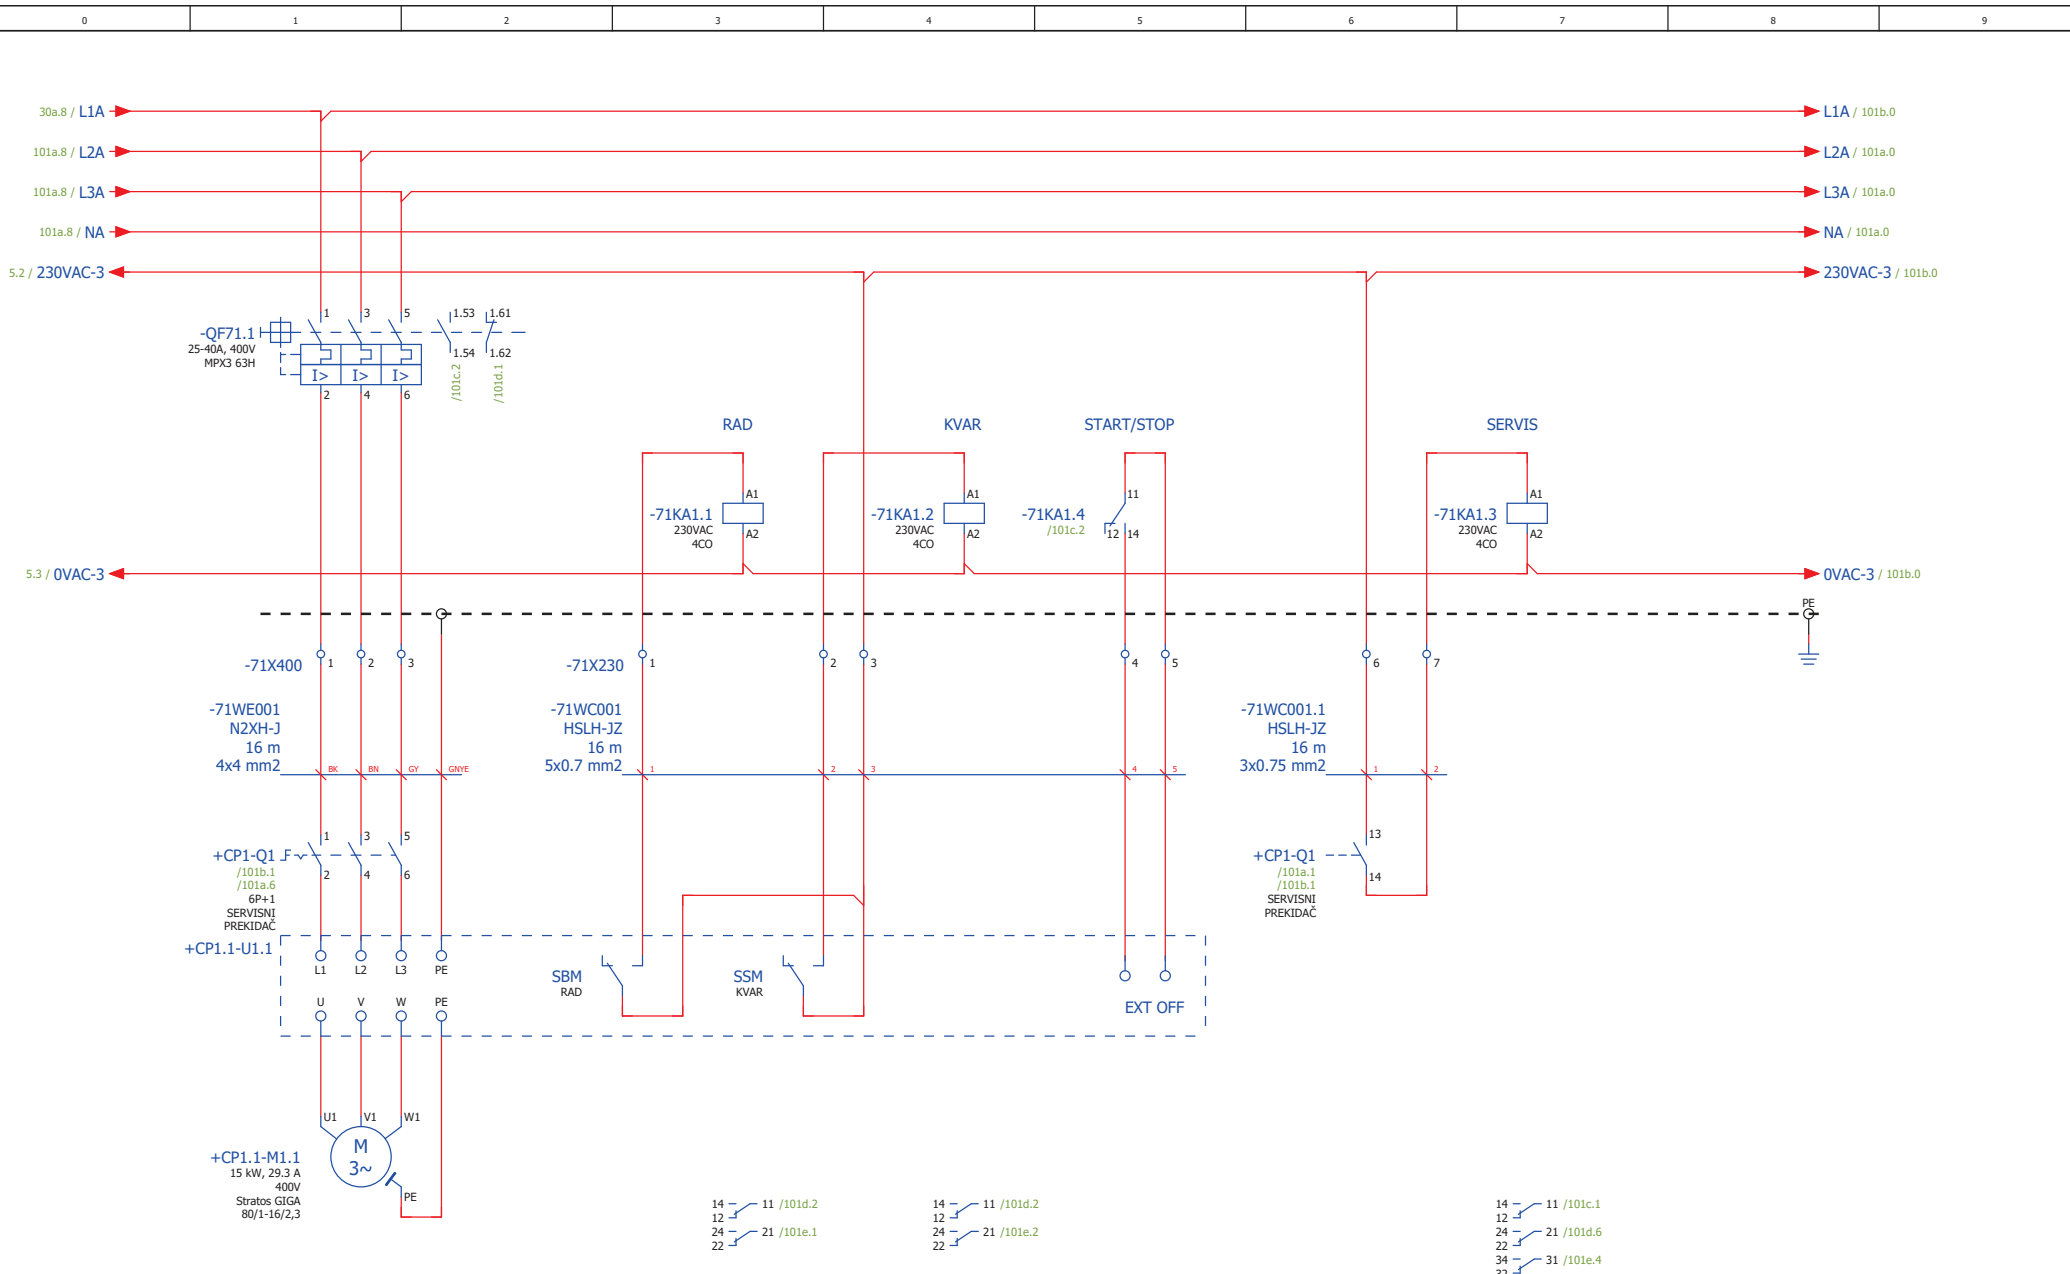 0 1 2 3 4 5 6 7 8 9
30a.8 / L1A L1A / 101b.0
101a.8 / L2A L2A / 101a.0
101a.8 / L3A L3A / 101a.0
101a.8 / NA NA / 101a.0
5.2 / 230VAC-3 230VAC-3 / 101b.0
1 3 5 1.53 1.61
-QF71.1
25-40A, 400V
MPX3 63H
1.54 1.62
I> I> I>
2 4 6
/101c.2
/101d.1
RAD KVAR START/STOP SERVIS
A1 A1 11 A1
-71KA1.1
230VAC
4CO
A2
-71KA1.2
230VAC
4CO
A2
-71KA1.4
/101c.2
12 14
-71KA1.3
230VAC
4CO
A2
5.3 / 0VAC-3 0VAC-3 / 101b.0
PE
-71X400 1 2 3
-71X230 1 2 3 4 5 6 7
-71WE001
N2XH-J
16 m
4x4 mm2
BK BN GY GNYE
-71WC001
HSLH-JZ
16 m
5x0.7 mm2
1 2 3 4 5
-71WC001.1
HSLH-JZ
16 m
3x0.75 mm2
1 2
1 3 5
+CP1-Q1
/101b.1
/101a.6
6P+1
SERVISNI
PREKIDAČ
2 4 6
13
+CP1-Q1
/101a.1
/101b.1
SERVISNI
PREKIDAČ
14
+CP1.1-U1.1
L1 L2 L3 PE
U V W PE
SBM
RAD
SSM
KVAR
EXT OFF
U1 V1 W1
M
3~
PE
+CP1.1-M1.1
15 kW, 29.3 A
400V
Stratos GIGA
80/1-16/2,3
14 11 /101d.2
12
24 21 /101e.1
22
14 11 /101d.2
12
24 21 /101e.2
22
14 11 /101c.1
12
24 21 /101d.6
22
34 31 /101e.4
32